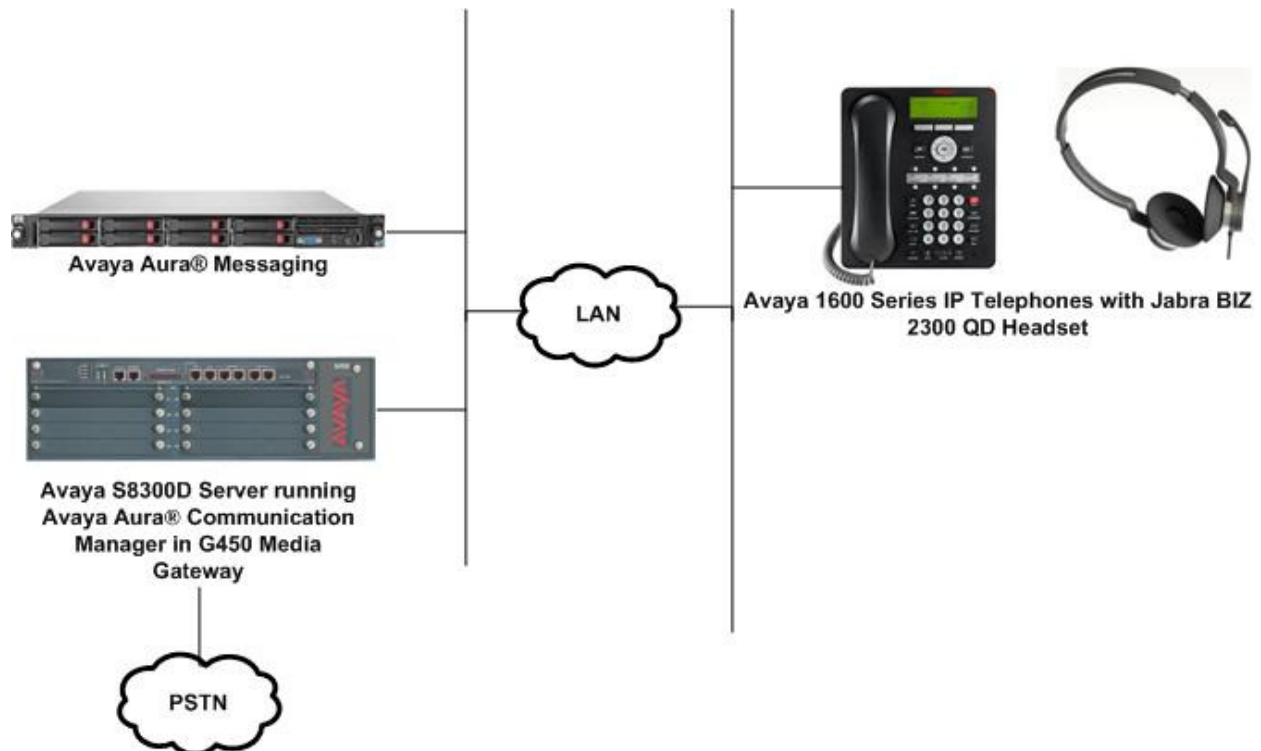 Avaya Aura® Messaging
LAN
Avaya 1600 Series IP Telephones with Jabra BIZ
2300 QD Headset
AVAYA
Avaya S8300D Server running
Avaya Aura® Communication
Manager in G450 Media
Gateway
PSTN